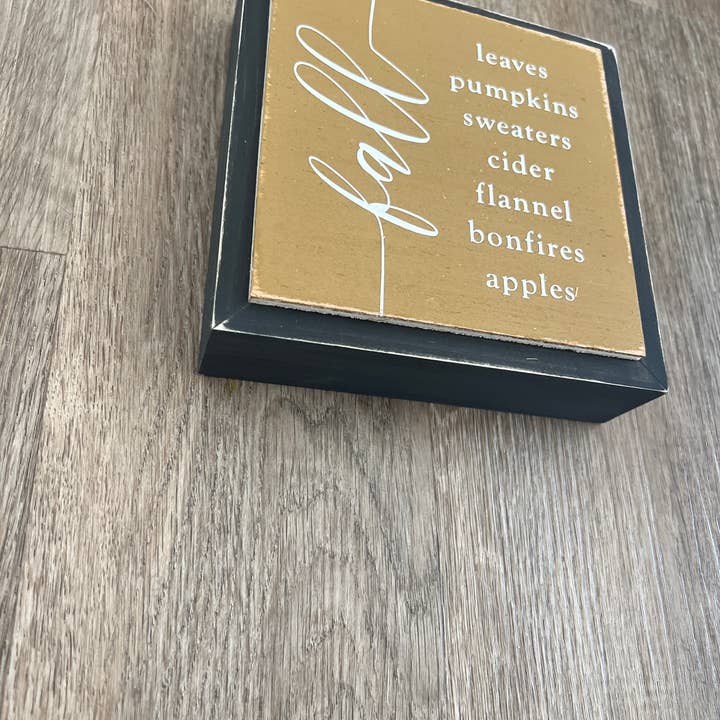 fall
leaves
pumpkins
sweaters
cider
flannel
bonfires
apples